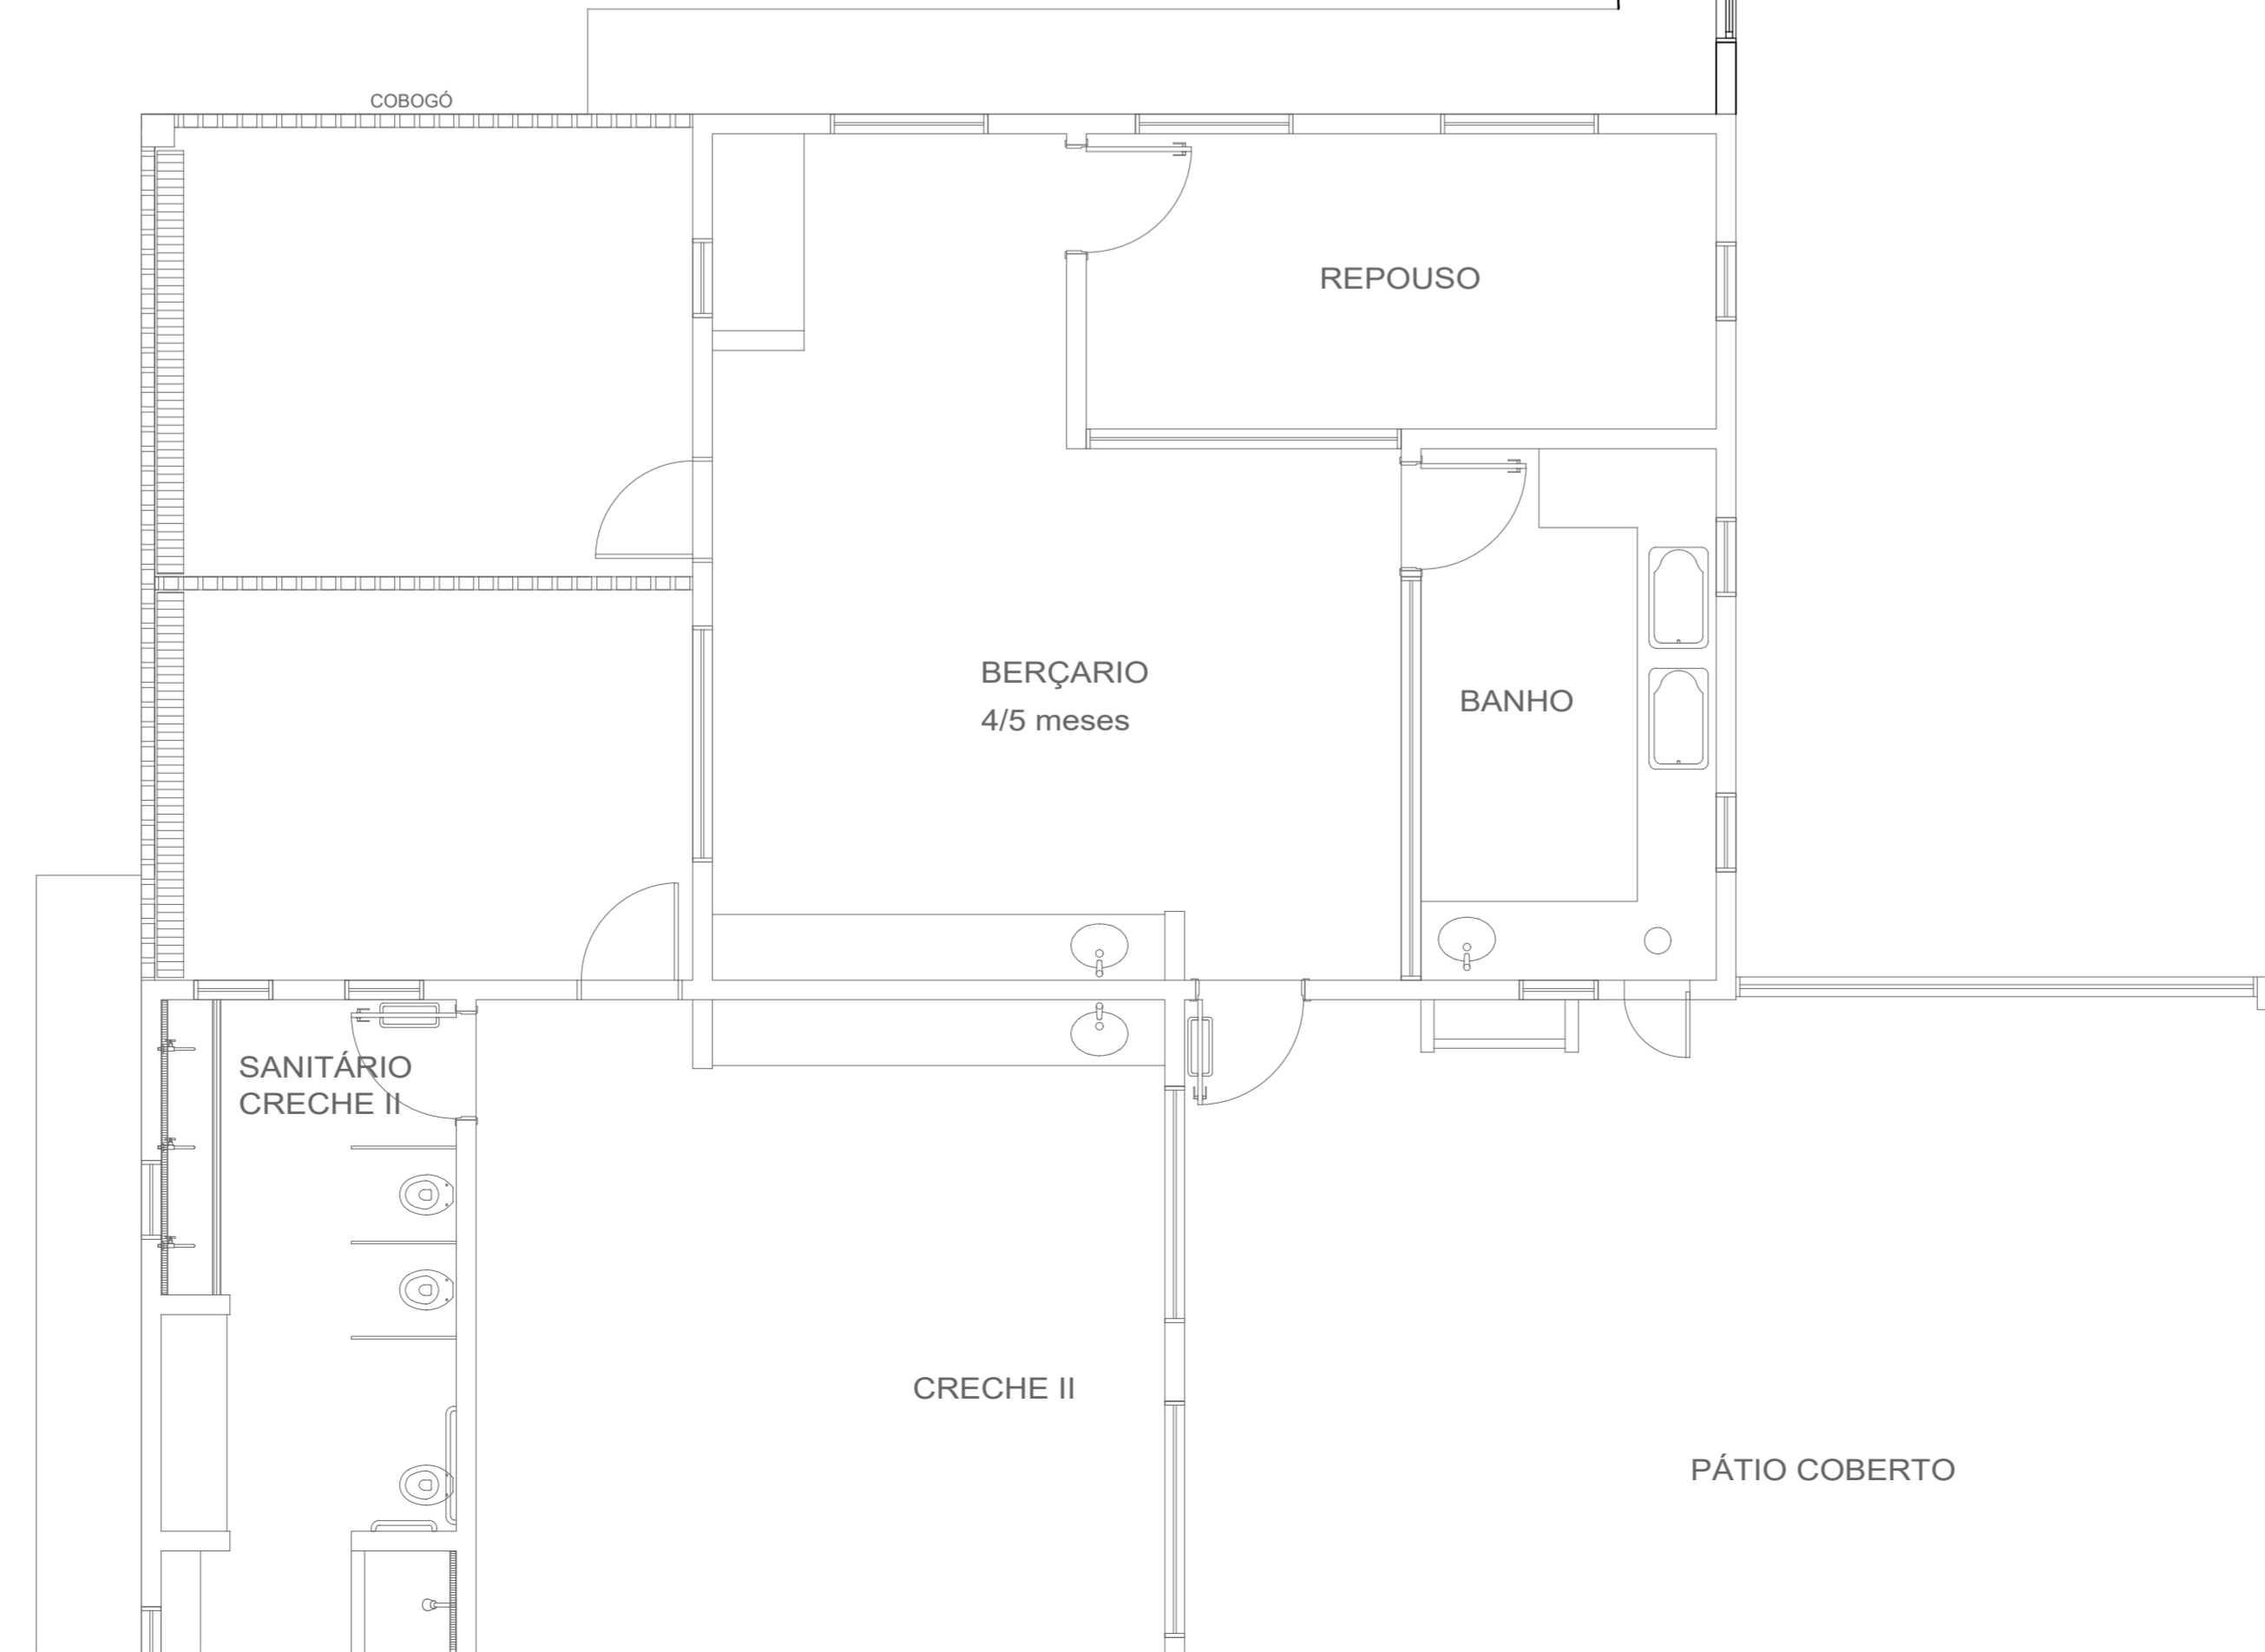 COBOGÓ
REPOUSO
BERÇARIO
4/5 meses
BANHO
SANITÁRIO
CRECHE II
CRECHE II
PÁTIO COBERTO